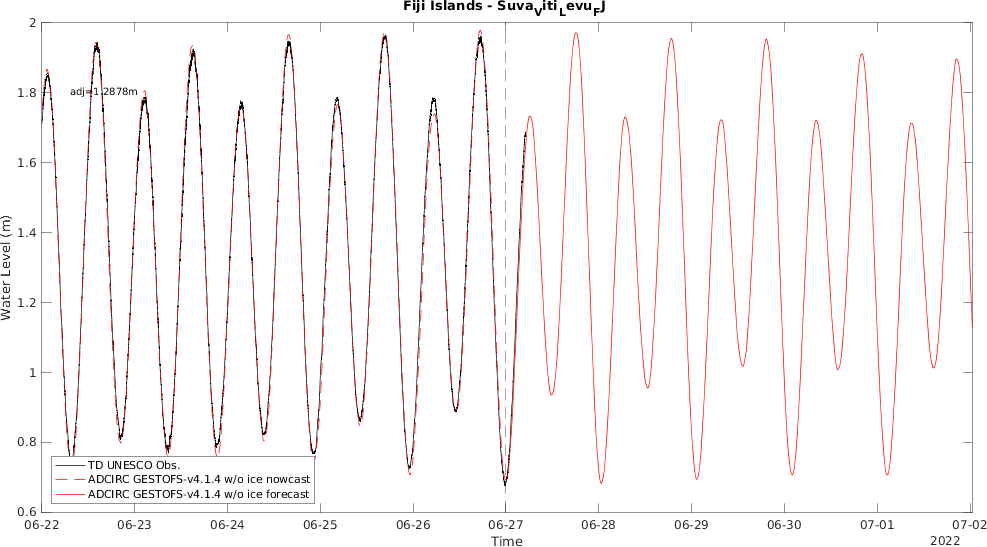 Fiji Islands - Suva_Viti_Levu_FJ
2
1.8
1.6
1.4
1.2
1
0.8
0.6
Water Level (m)
adj=1.2878m
TD UNESCO Obs.
ADCIRC GESTOFS-v4.1.4 w/o ice nowcast
ADCIRC GESTOFS-v4.1.4 w/o ice forecast
06-22 06-23 06-24 06-25 06-26 06-27 06-28 06-29 06-30 07-01 07-02
Time
2022